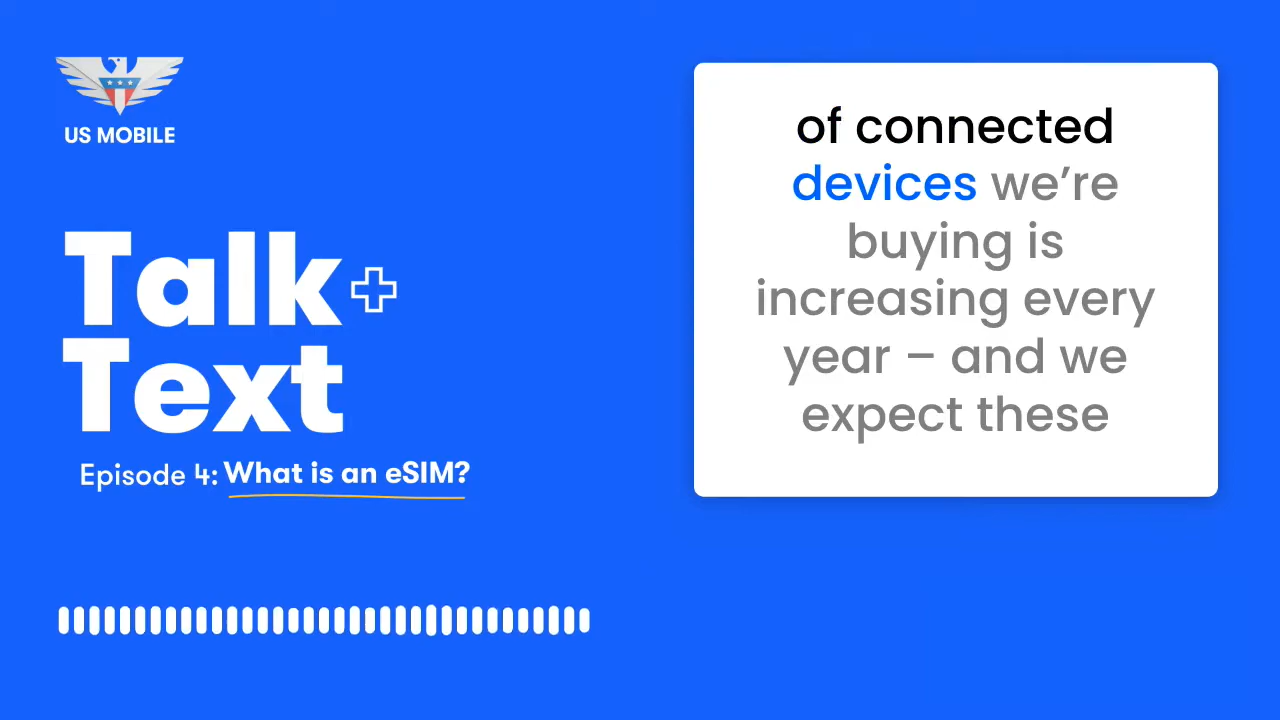 US MOBILE
Talk+
Text
Episode 4: What is an eSIM?
of connected
devices we’re
buying is
increasing every
year – and we
expect these